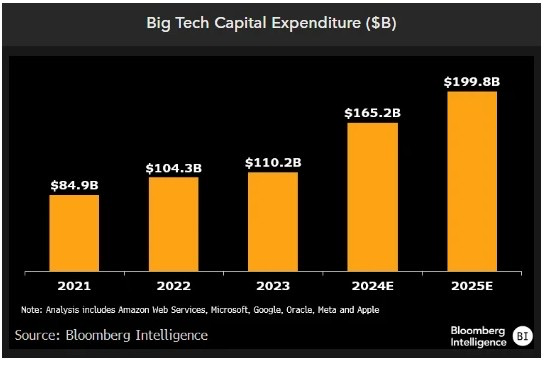 Big Tech Capital Expenditure ($B)
$84.9B
$104.3B
$110.2B
$165.2B
$199.8B
2021
2022
2023
2024E
2025E
Note: Analysis includes Amazon Web Services, Microsoft, Google, Oracle, Meta and Apple
Source: Bloomberg Intelligence
Bloomberg
Intelligence
BI